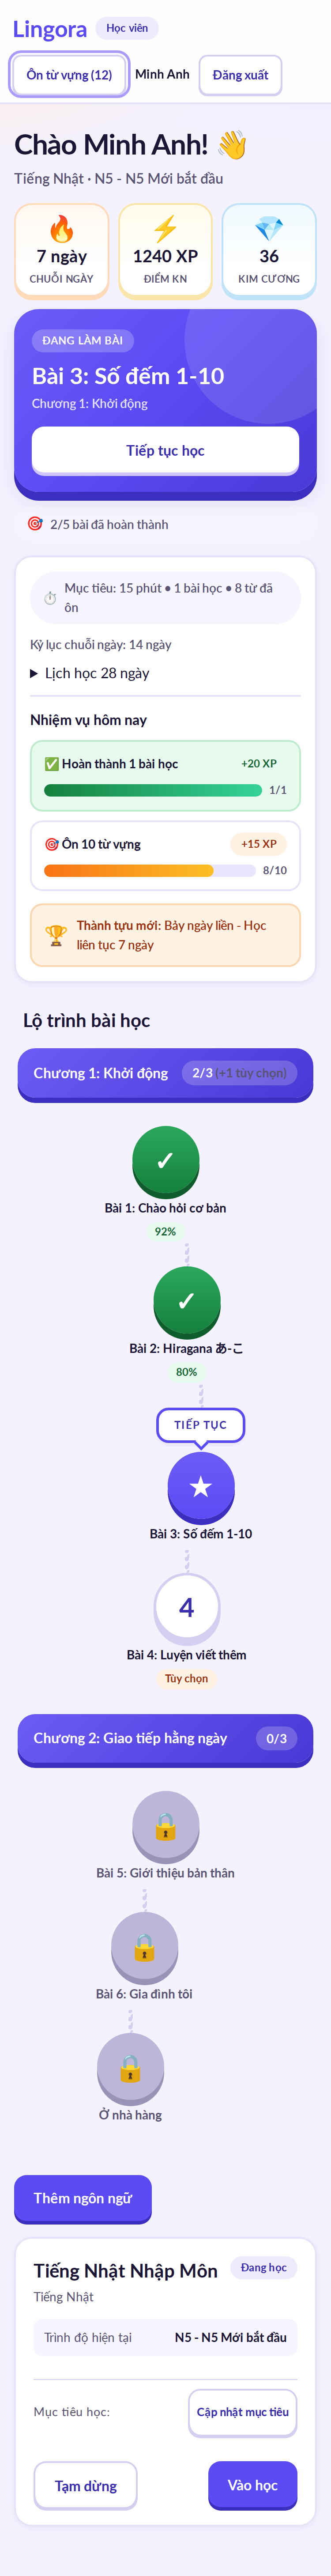 Lingora Học viên
Ôn từ vựng (12) Minh Anh Đăng xuất
Chào Minh Anh! 👋
Tiếng Nhật · N5 - N5 Mới bắt đầu
🔥 ⚡ 💎
7 ngày 1240 XP 36
CHUỖI NGÀY ĐIỂM KN KIM CƯƠNG
ĐANG LÀM BÀI
Bài 3: Số đếm 1-10
Chương 1: Khởi động
Tiếp tục học
🎯 2/5 bài đã hoàn thành
⏱️ Mục tiêu: 15 phút • 1 bài học • 8 từ đã
ôn
Kỷ lục chuỗi ngày: 14 ngày
▶ Lịch học 28 ngày
Nhiệm vụ hôm nay
✅ Hoàn thành 1 bài học +20 XP
1/1
🎯 Ôn 10 từ vựng +15 XP
8/10
🏆 Thành tựu mới: Bảy ngày liền - Học
liên tục 7 ngày
Lộ trình bài học
Chương 1: Khởi động 2/3 (+1 tùy chọn)
✓
Bài 1: Chào hỏi cơ bản
92%
✓
Bài 2: Hiragana あ-こ
80%
TIẾP TỤC
★
Bài 3: Số đếm 1-10
4
Bài 4: Luyện viết thêm
Tùy chọn
Chương 2: Giao tiếp hằng ngày 0/3
🔒
Bài 5: Giới thiệu bản thân
🔒
Bài 6: Gia đình tôi
🔒
Ở nhà hàng
Thêm ngôn ngữ
Tiếng Nhật Nhập Môn Đang học
Tiếng Nhật
Trình độ hiện tại N5 - N5 Mới bắt đầu
Mục tiêu học: Cập nhật mục tiêu
Tạm dừng Vào học